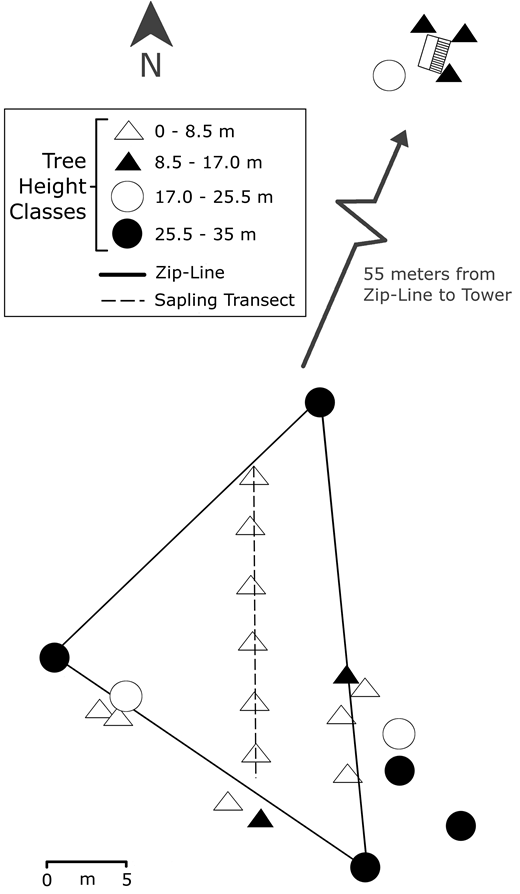 N
Tree
Height
Classes
0 - 8.5 m
8.5 - 17.0 m
17.0 - 25.5 m
25.5 - 35 m
Zip-Line
Sapling Transect
55 meters from
Zip-Line to Tower
0 m 5